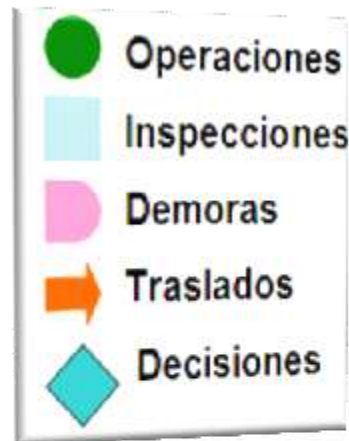 Operaciones
Inspecciones
Demoras
Traslados
Decisiones